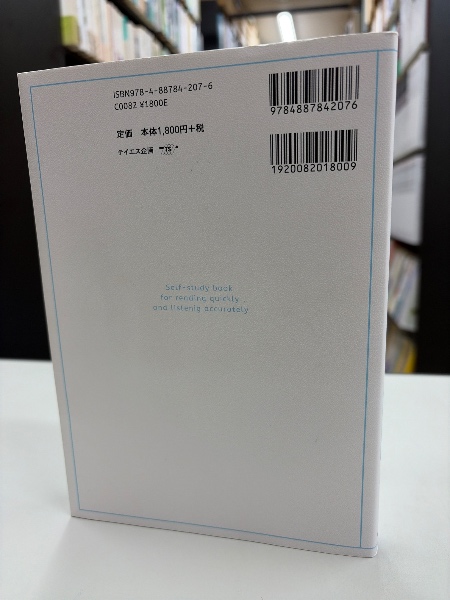 ISBN978-4-88784-207-6
C0082 ¥1800E
定価 本体1,800円+税
テイエス企画
9784887842076
1920082018009
Self-study book
for reading quickly
and listenig accurately